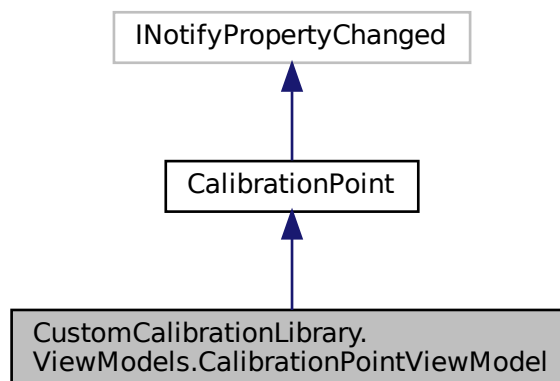 INotifyPropertyChanged
CalibrationPoint
CustomCalibrationLibrary.
ViewModels.CalibrationPointViewModel